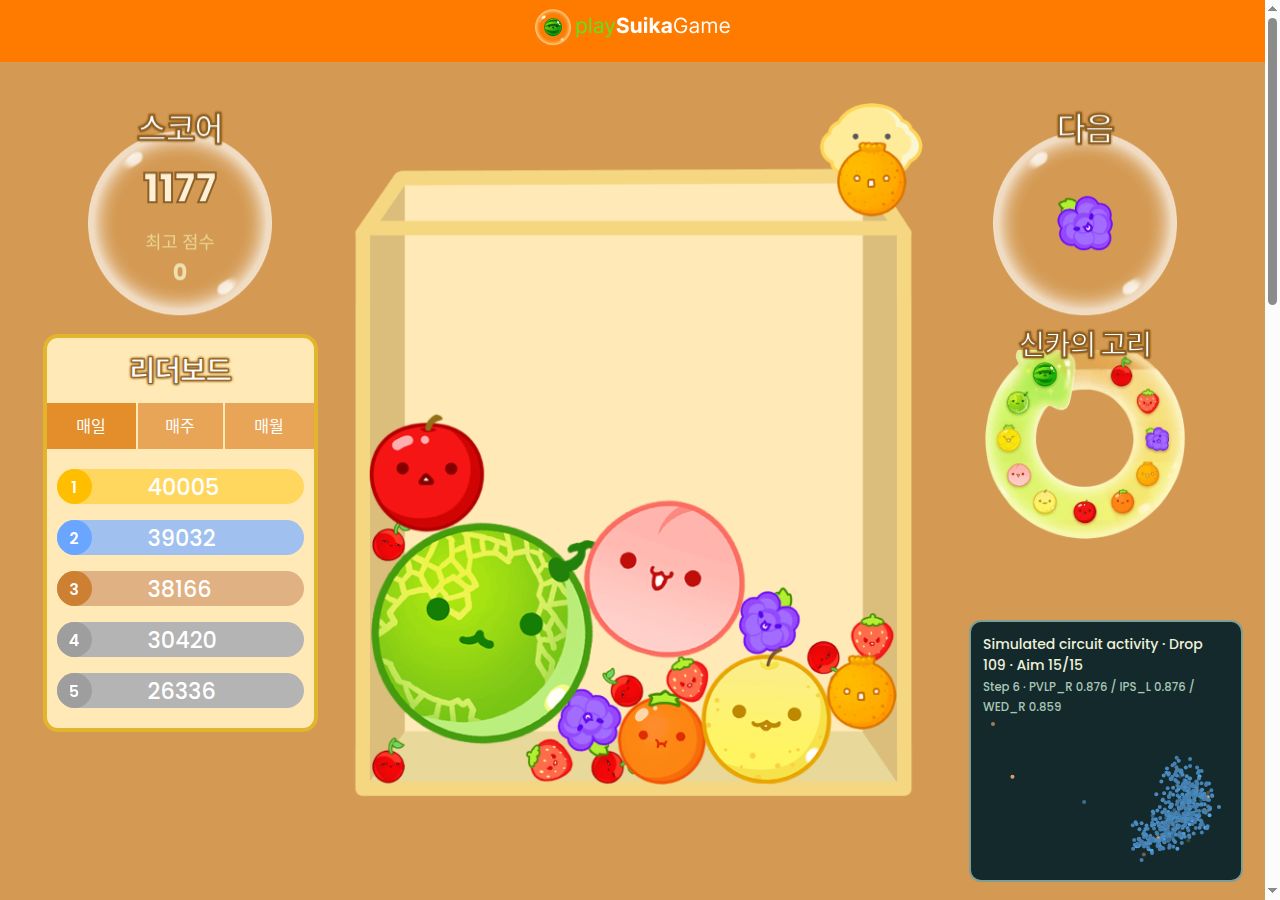 playSuikaGame
스코어
1177
최고 점수
0
리더보드
매일 매주 매월
1 40005
2 39032
3 38166
4 30420
5 26336
다음
신카의 고리
Simulated circuit activity · Drop
109 · Aim 15/15
Step 6 · PVLP_R 0.876 / IPS_L 0.876 /
WED_R 0.859